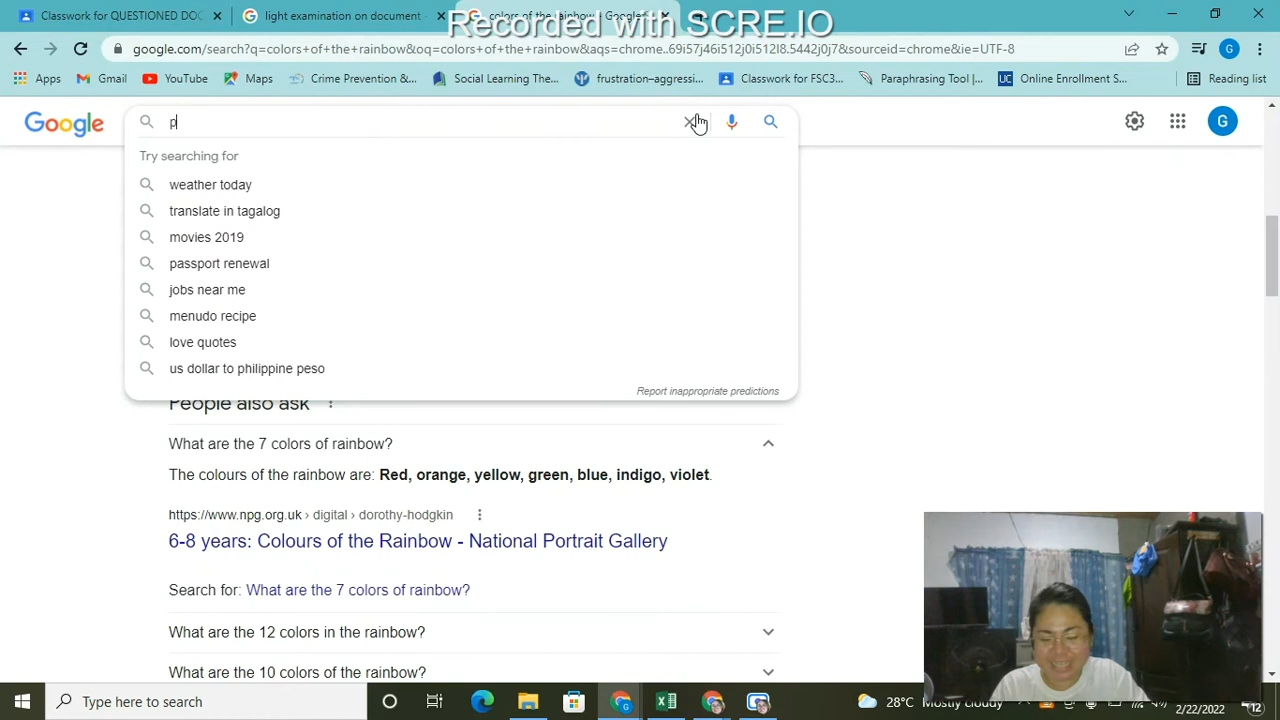 Classwork for QUESTIONED DOC
light examination on document
colors of the rainbow - Google
Recorded with SCRE.IO
google.com/search?q=colors+of+the+rainbow&oq=colors+of+the+rainbow&aqs=chrome..69i57j46i512j0i512l8.5442j0j7&sourceid=chrome&ie=UTF-8
G
Apps
Gmail
YouTube
Maps
Crime Prevention &...
Social Learning The...
frustration–aggressi...
Classwork for FSC3...
Paraphrasing Tool |...
UC Online Enrollment S...
Reading list
Google
p
G
Try searching for
weather today
translate in tagalog
movies 2019
passport renewal
jobs near me
menudo recipe
love quotes
us dollar to philippine peso
Report inappropriate predictions
People also ask
What are the 7 colors of rainbow?
The colours of the rainbow are: Red, orange, yellow, green, blue, indigo, violet.
https://www.npg.org.uk › digital › dorothy-hodgkin
6-8 years: Colours of the Rainbow - National Portrait Gallery
Search for: What are the 7 colors of rainbow?
What are the 12 colors in the rainbow?
What are the 10 colors of the rainbow?
Type here to search
28°C
Mostly cloudy
2/22/2022
12